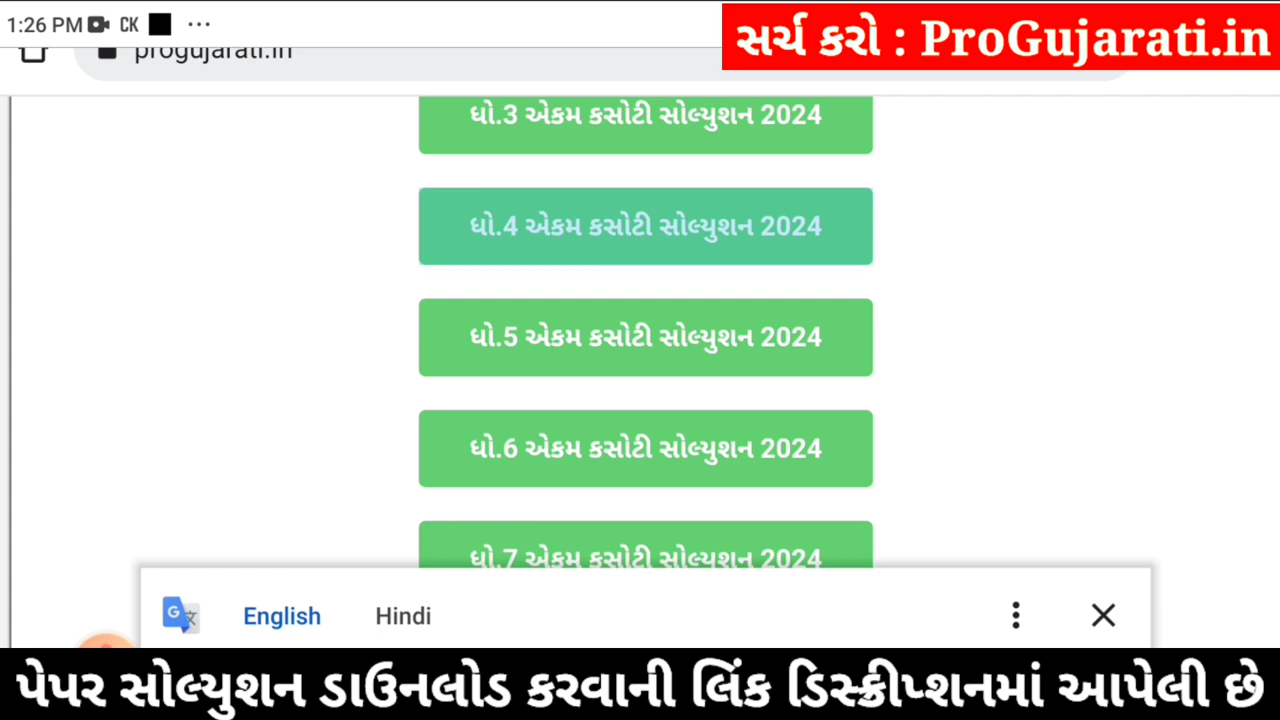 1:26 PM CK ...
સર્ચ કરો : ProGujarati.in
progujarati.in
ધો.3 એકમ કસોટી સોલ્યુશન 2024
ધો.4 એકમ કસોટી સોલ્યુશન 2024
ધો.5 એકમ કસોટી સોલ્યુશન 2024
ધો.6 એકમ કસોટી સોલ્યુશન 2024
ધો.7 એકમ કસોટી સોલ્યુશન 2024
English Hindi
પેપર સોલ્યુશન ડાઉનલોડ કરવાની લિંક ડિસ્ક્રીપ્શનમાં આપેલી છે